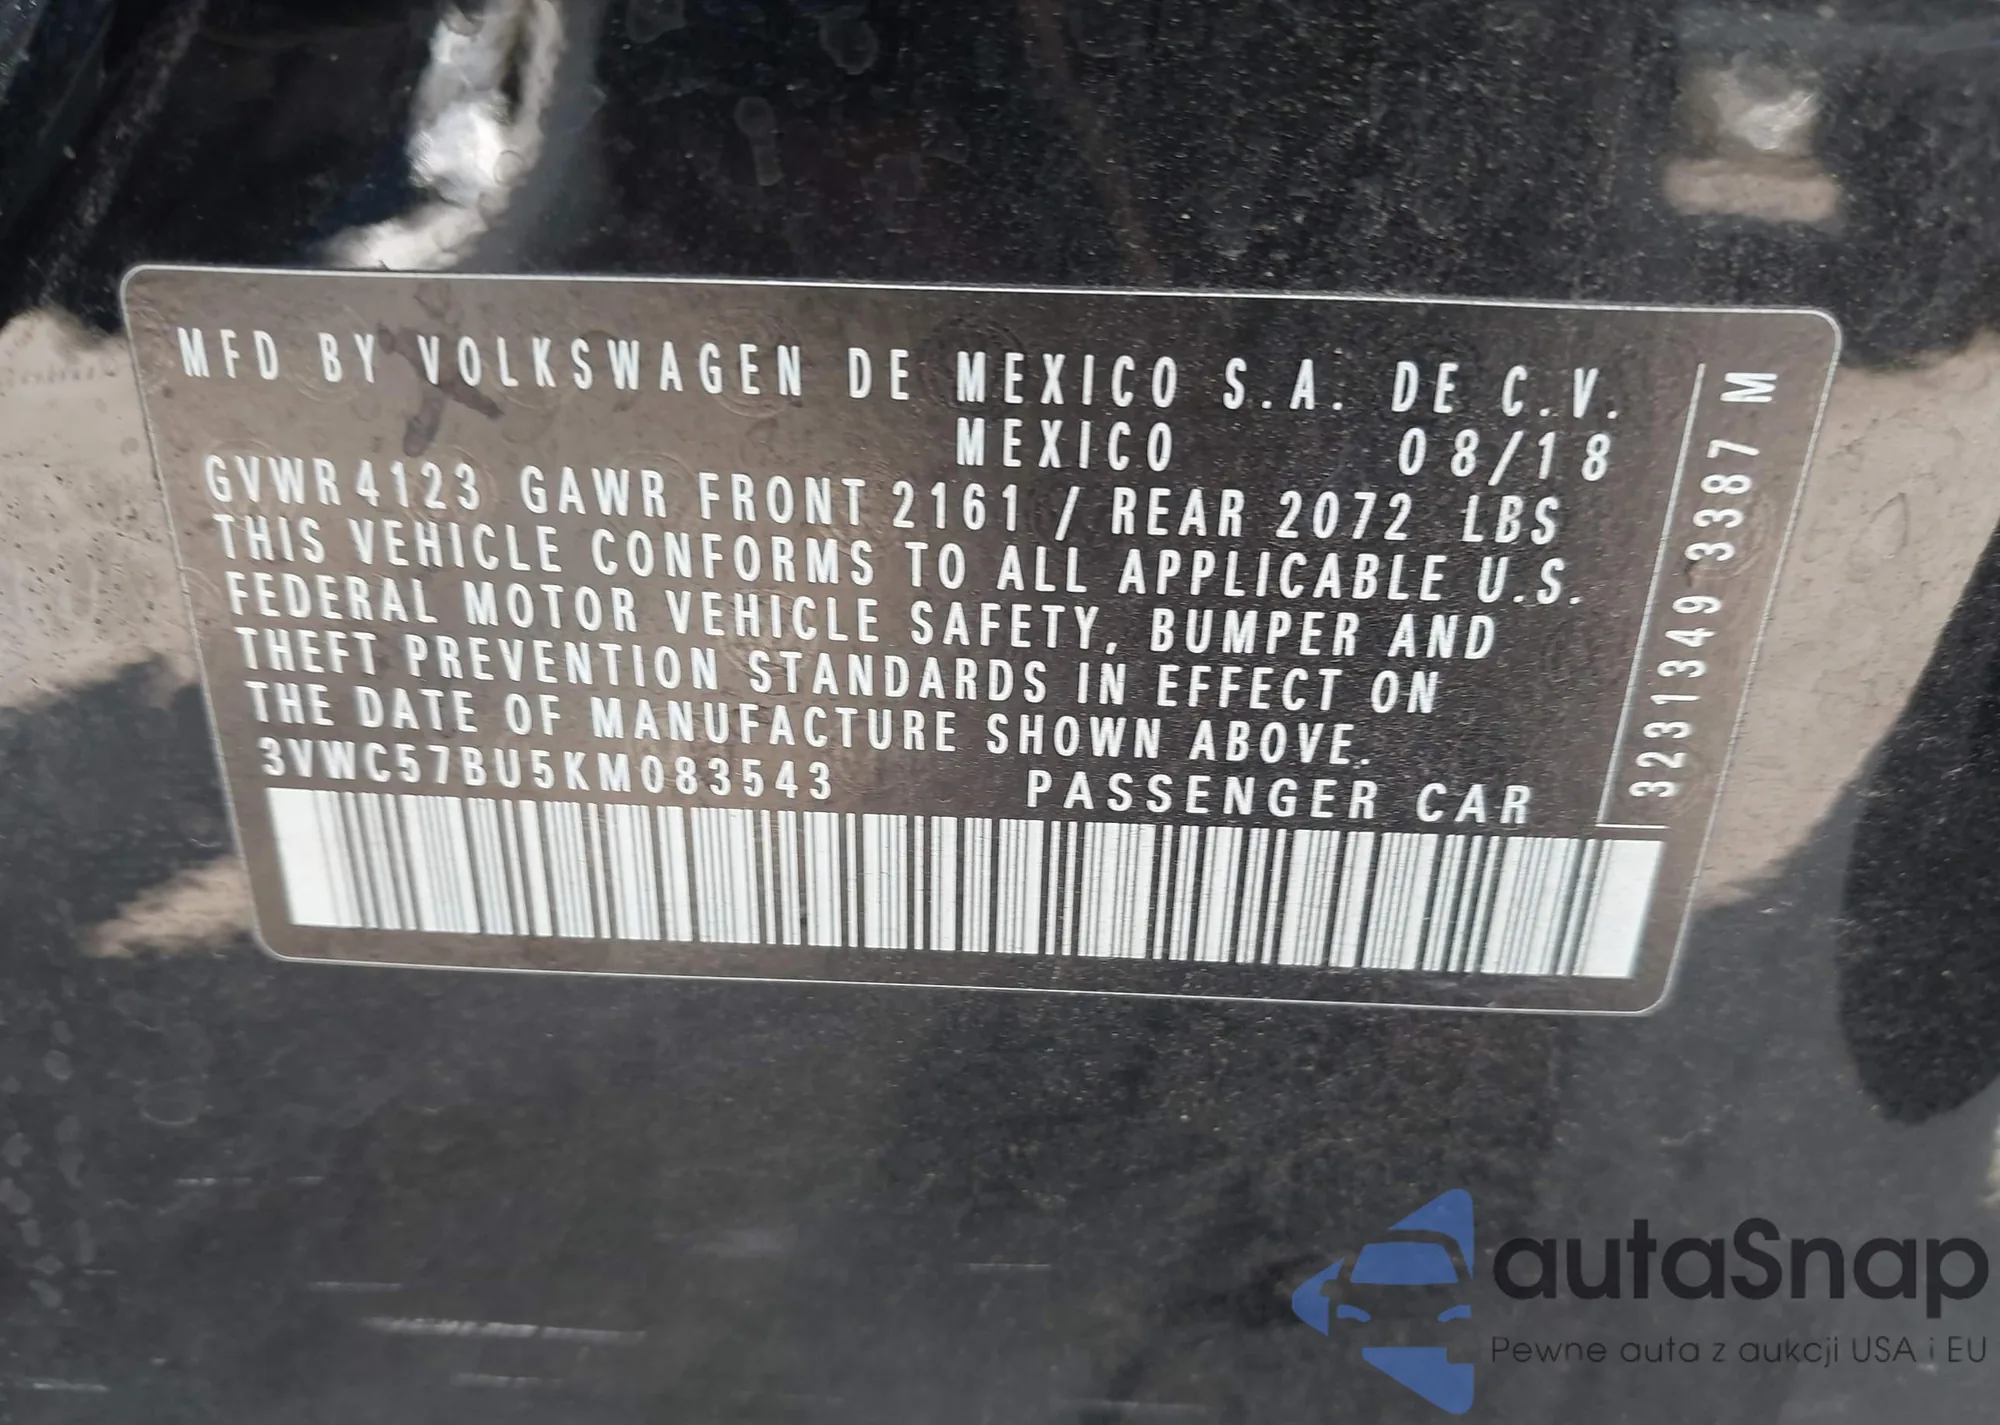 MFD BY VOLKSWAGEN DE MEXICO S.A. DE C.V.
MEXICO 08/18
GVWR 4123 GAWR FRONT 2161 / REAR 2072 LBS
THIS VEHICLE CONFORMS TO ALL APPLICABLE U.S.
FEDERAL MOTOR VEHICLE SAFETY, BUMPER AND
THEFT PREVENTION STANDARDS IN EFFECT ON
THE DATE OF MANUFACTURE SHOWN ABOVE.
3VWC57BU5KM083543 PASSENGER CAR
3231349 3387 M
autaSnap
Pewne auta z aukcji USA i EU